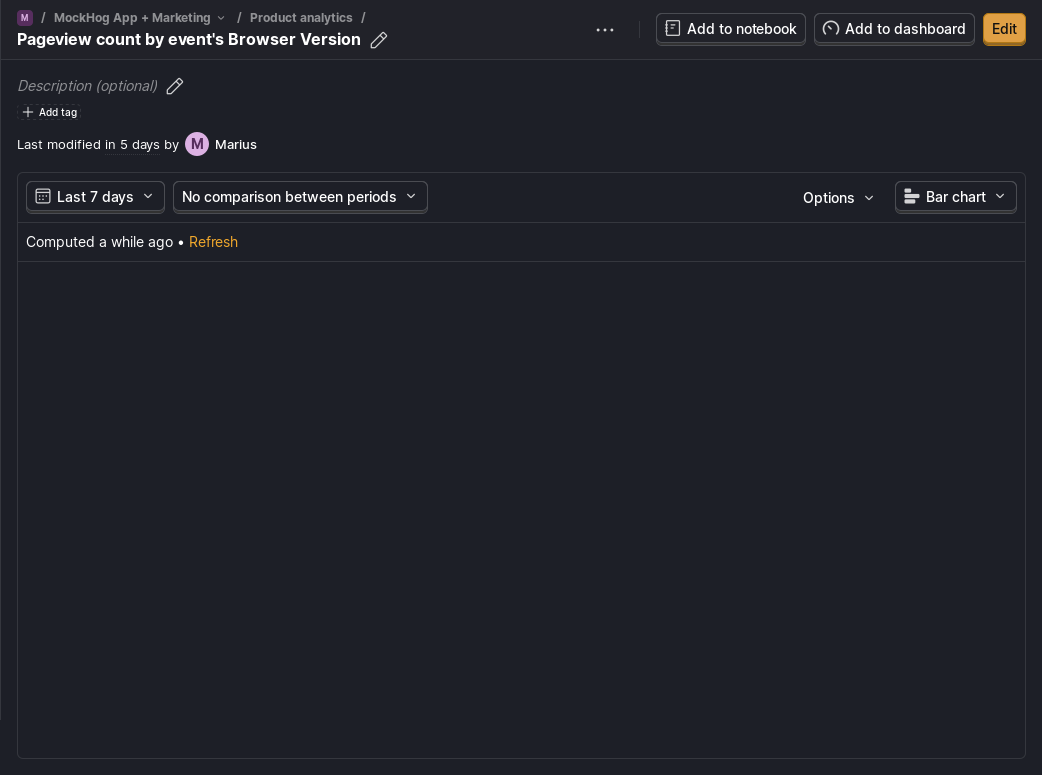 M / MockHog App + Marketing / Product analytics /
Pageview count by event's Browser Version
Add to notebook
Add to dashboard
Edit
Description (optional)
Add tag
Last modified in 5 days by M Marius
Last 7 days
No comparison between periods
Options
Bar chart
Computed a while ago • Refresh